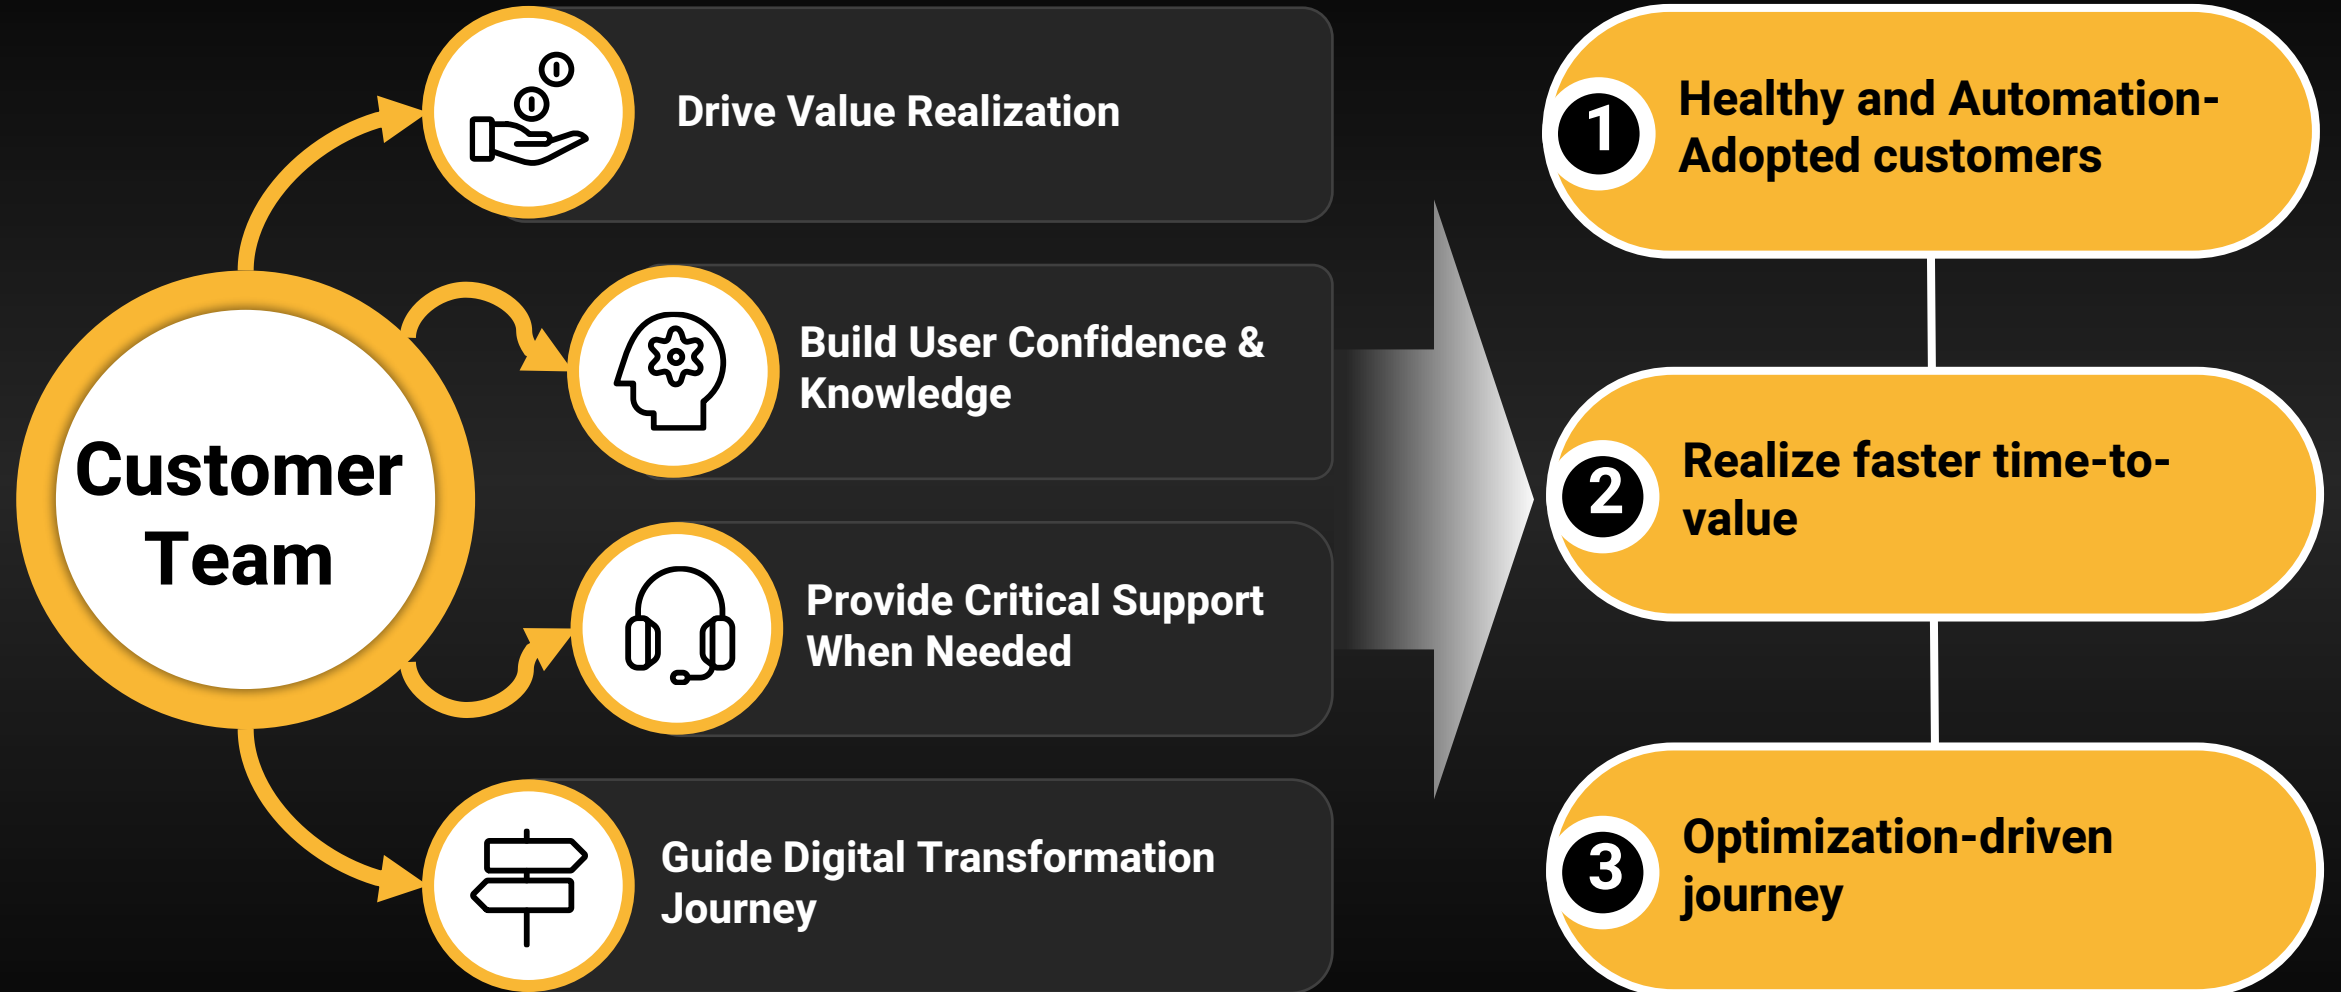 Customer
Team
Drive Value Realization
Build User Confidence &
Knowledge
Provide Critical Support
When Needed
Guide Digital Transformation
Journey
1
Healthy and Automation-
Adopted customers
2
Realize faster time-to-
value
3
Optimization-driven
journey